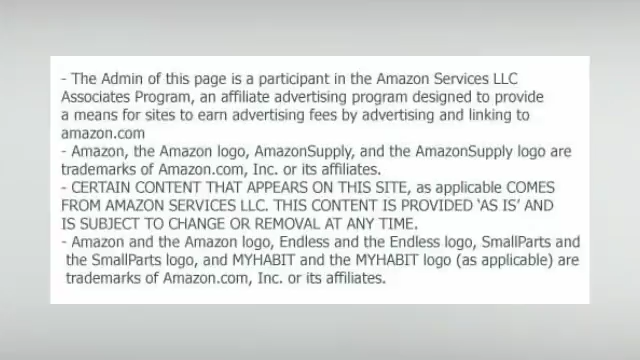 - The Admin of this page is a participant in the Amazon Services LLC
Associates Program, an affiliate advertising program designed to provide
a means for sites to earn advertising fees by advertising and linking to
amazon.com
- Amazon, the Amazon logo, AmazonSupply, and the AmazonSupply logo are
trademarks of Amazon.com, Inc. or its affiliates.
- CERTAIN CONTENT THAT APPEARS ON THIS SITE, as applicable COMES
FROM AMAZON SERVICES LLC. THIS CONTENT IS PROVIDED 'AS IS' AND
IS SUBJECT TO CHANGE OR REMOVAL AT ANY TIME.
- Amazon and the Amazon logo, Endless and the Endless logo, SmallParts and
the SmallParts logo, and MYHABIT and the MYHABIT logo (as applicable) are
trademarks of Amazon.com, Inc. or its affiliates.